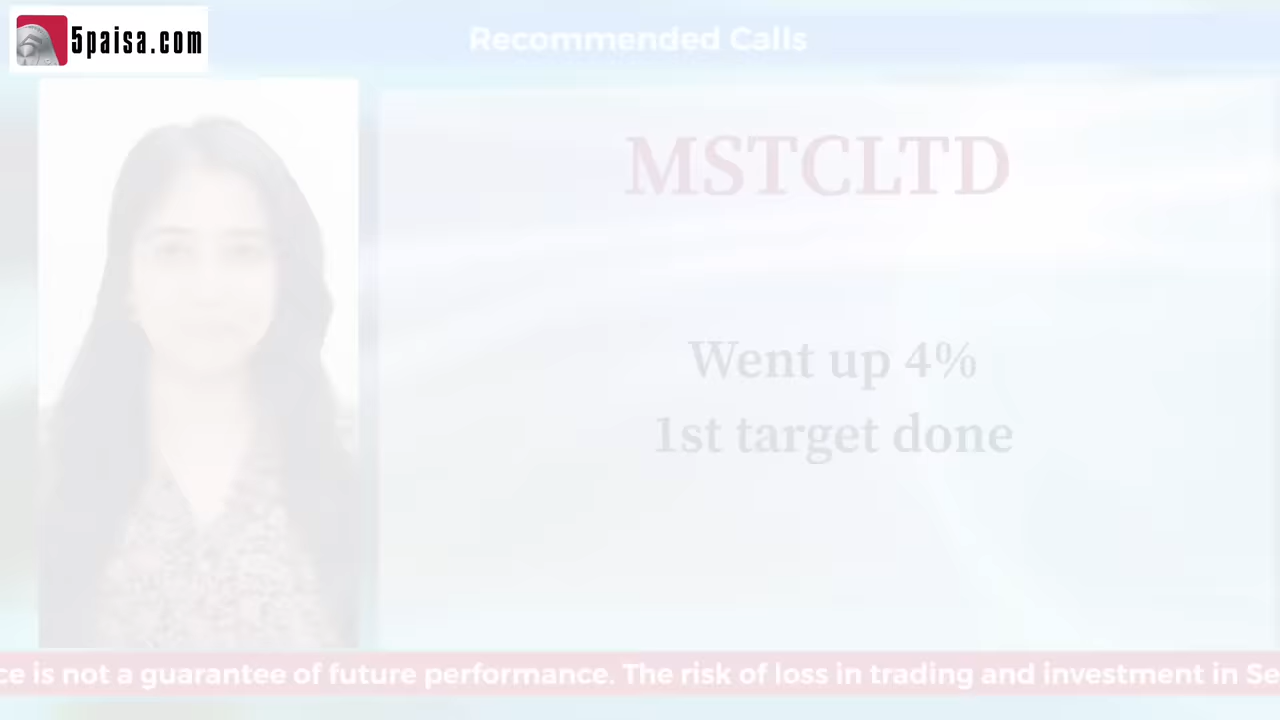 5paisa.com
Recommended Calls
MSTCLTD
Went up 4%
1st target done
ce is not a guarantee of future performance. The risk of loss in trading and investment in Se